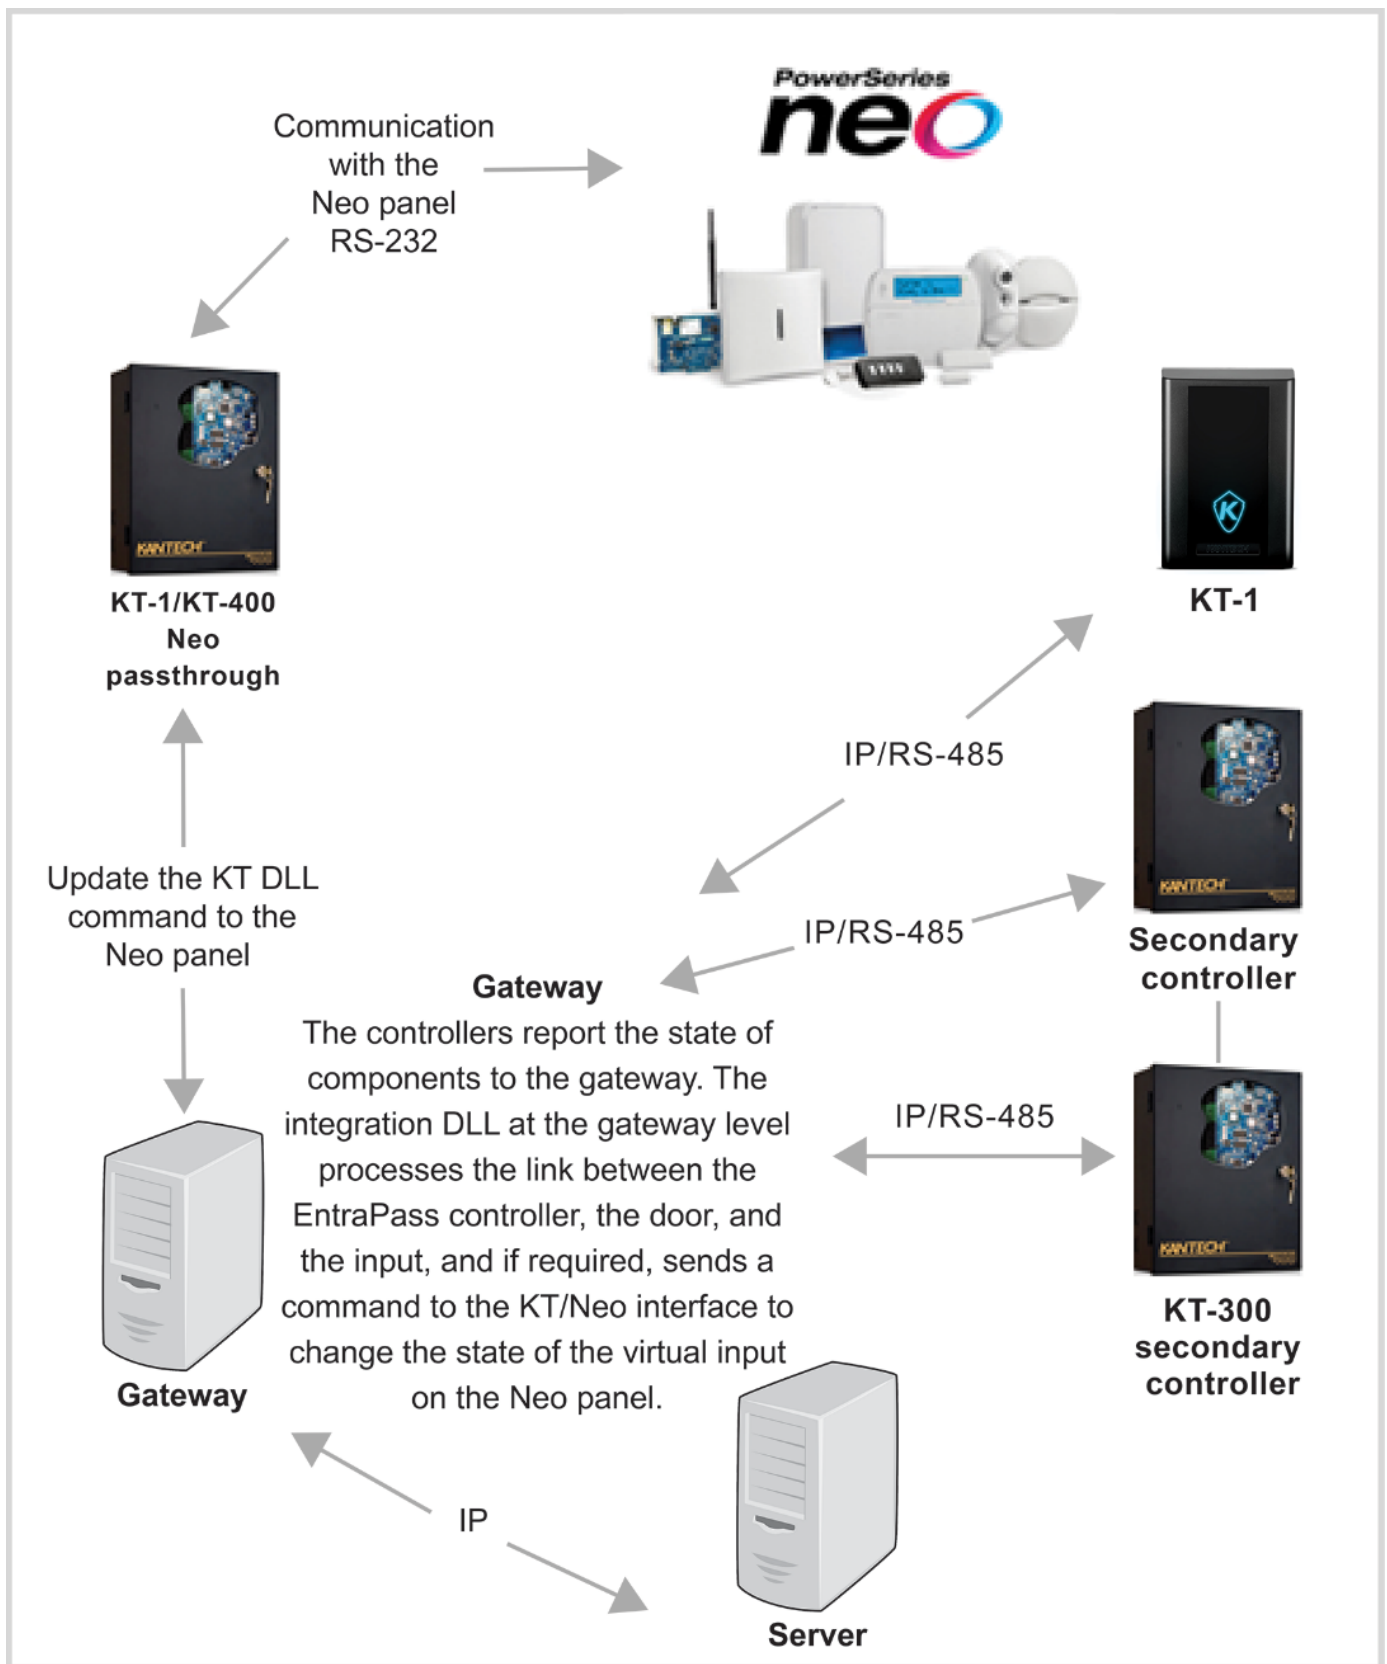 PowerSeries
neo
Communication
with the
Neo panel
RS-232
KANTECH
KT-1/KT-400
Neo
passthrough
K
KT-1
IP/RS-485
KANTECH
Secondary
controller
Update the KT DLL
command to the
Neo panel
IP/RS-485
Gateway
The controllers report the state of
components to the gateway. The
integration DLL at the gateway level
processes the link between the
EntraPass controller, the door, and
the input, and if required, sends a
command to the KT/Neo interface to
change the state of the virtual input
on the Neo panel.
IP/RS-485
KANTECH
KT-300
secondary
controller
Gateway
IP
Server